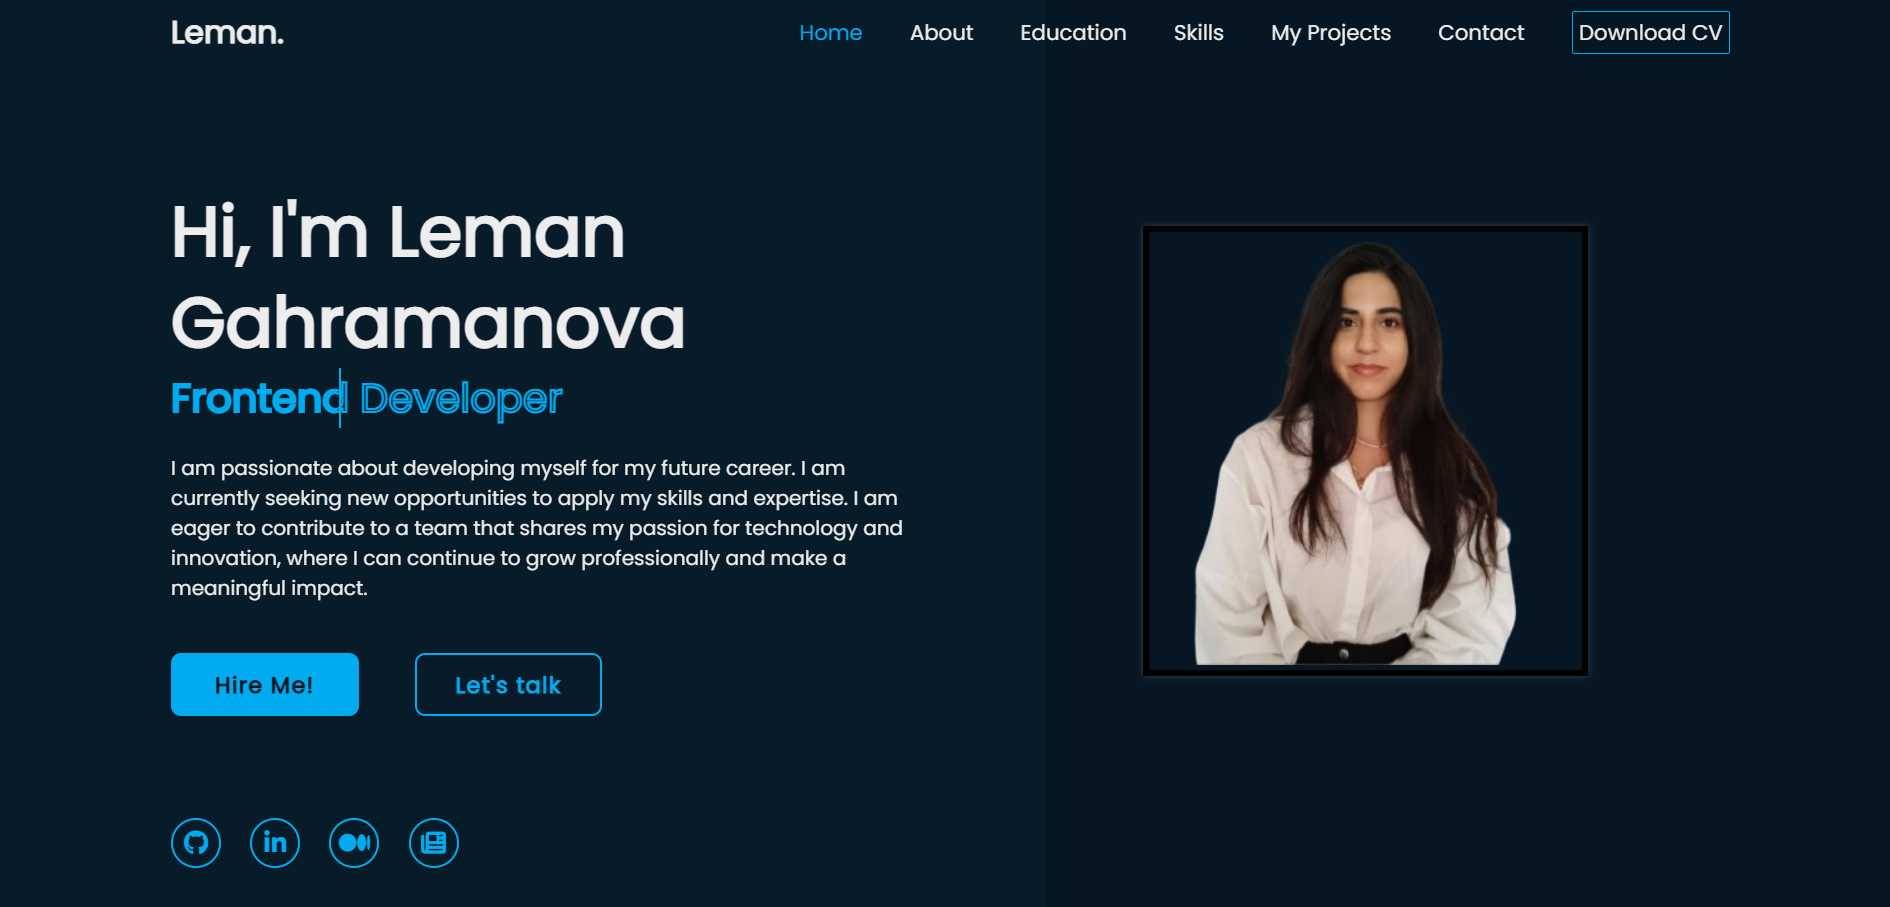 Leman.
Home About Education Skills My Projects Contact Download CV
Hi, I'm Leman
Gahramanova
Frontend Developer
I am passionate about developing myself for my future career. I am
currently seeking new opportunities to apply my skills and expertise. I am
eager to contribute to a team that shares my passion for technology and
innovation, where I can continue to grow professionally and make a
meaningful impact.
Hire Me! Let's talk
in